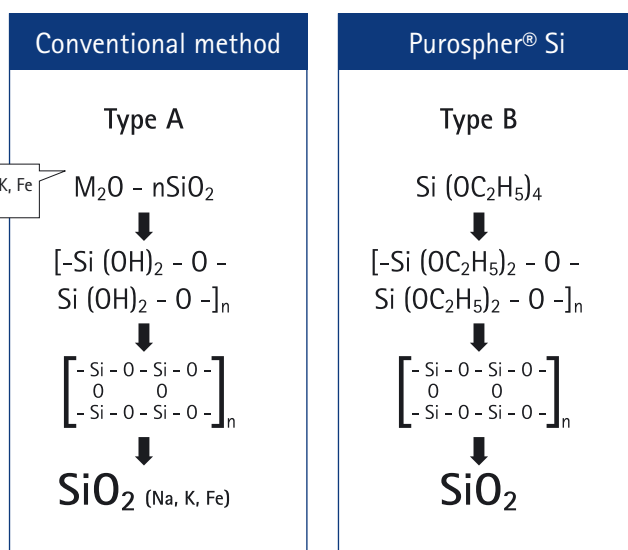 Conventional method
Type A
K, Fe
M₂O – nSiO₂
[-Si (OH)₂ – O –
Si (OH)₂ – O -]ₙ
[- Si – O – Si – O -
O O
- Si – O – Si – O -]ₙ
SiO₂ (Na, K, Fe)
Purospher® Si
Type B
Si (OC₂H₅)₄
[-Si (OC₂H₅)₂ – O –
Si (OC₂H₅)₂ – O -]ₙ
[- Si – O – Si – O -
O O
- Si – O – Si – O -]ₙ
SiO₂